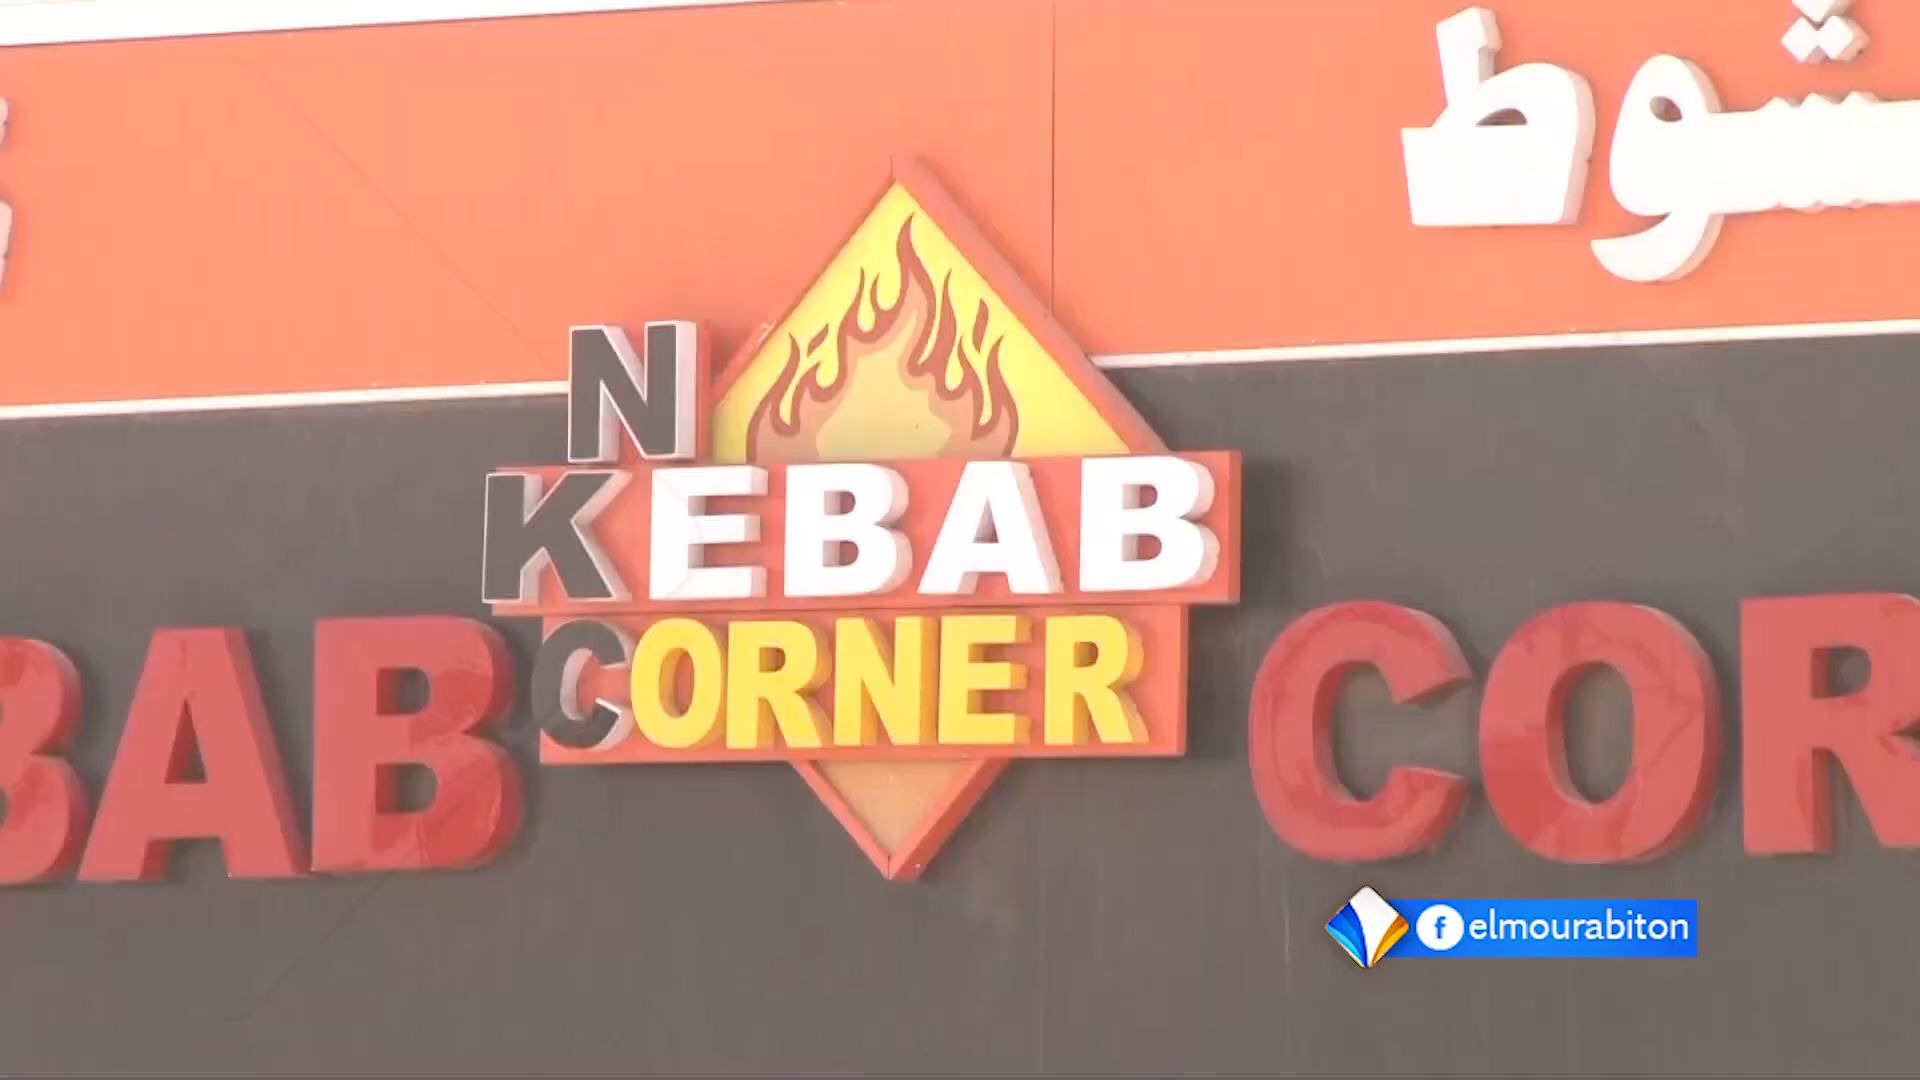 شوط
N
KEBAB
CORNER
BAB COR
elmourabiton